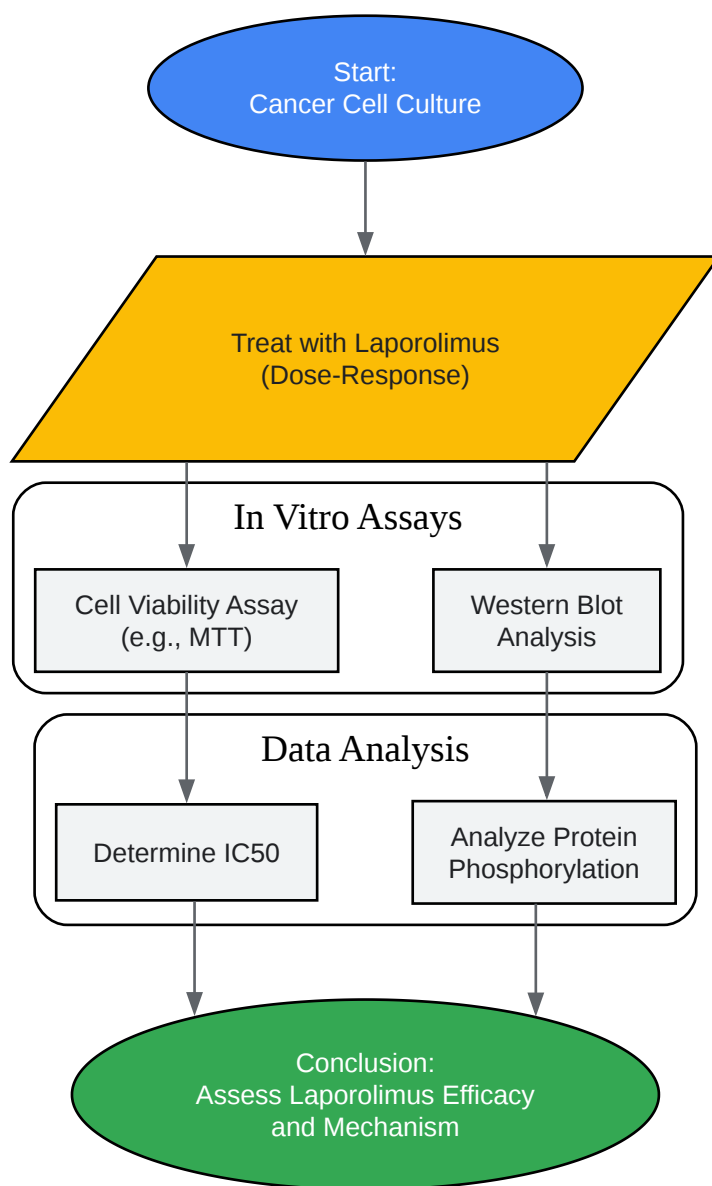 Start:
Cancer Cell Culture
Treat with Laporolimus
(Dose-Response)
In Vitro Assays
Cell Viability Assay
(e.g., MTT)
Western Blot
Analysis
Data Analysis
Determine IC50
Analyze Protein
Phosphorylation
Conclusion:
Assess Laporolimus Efficacy
and Mechanism